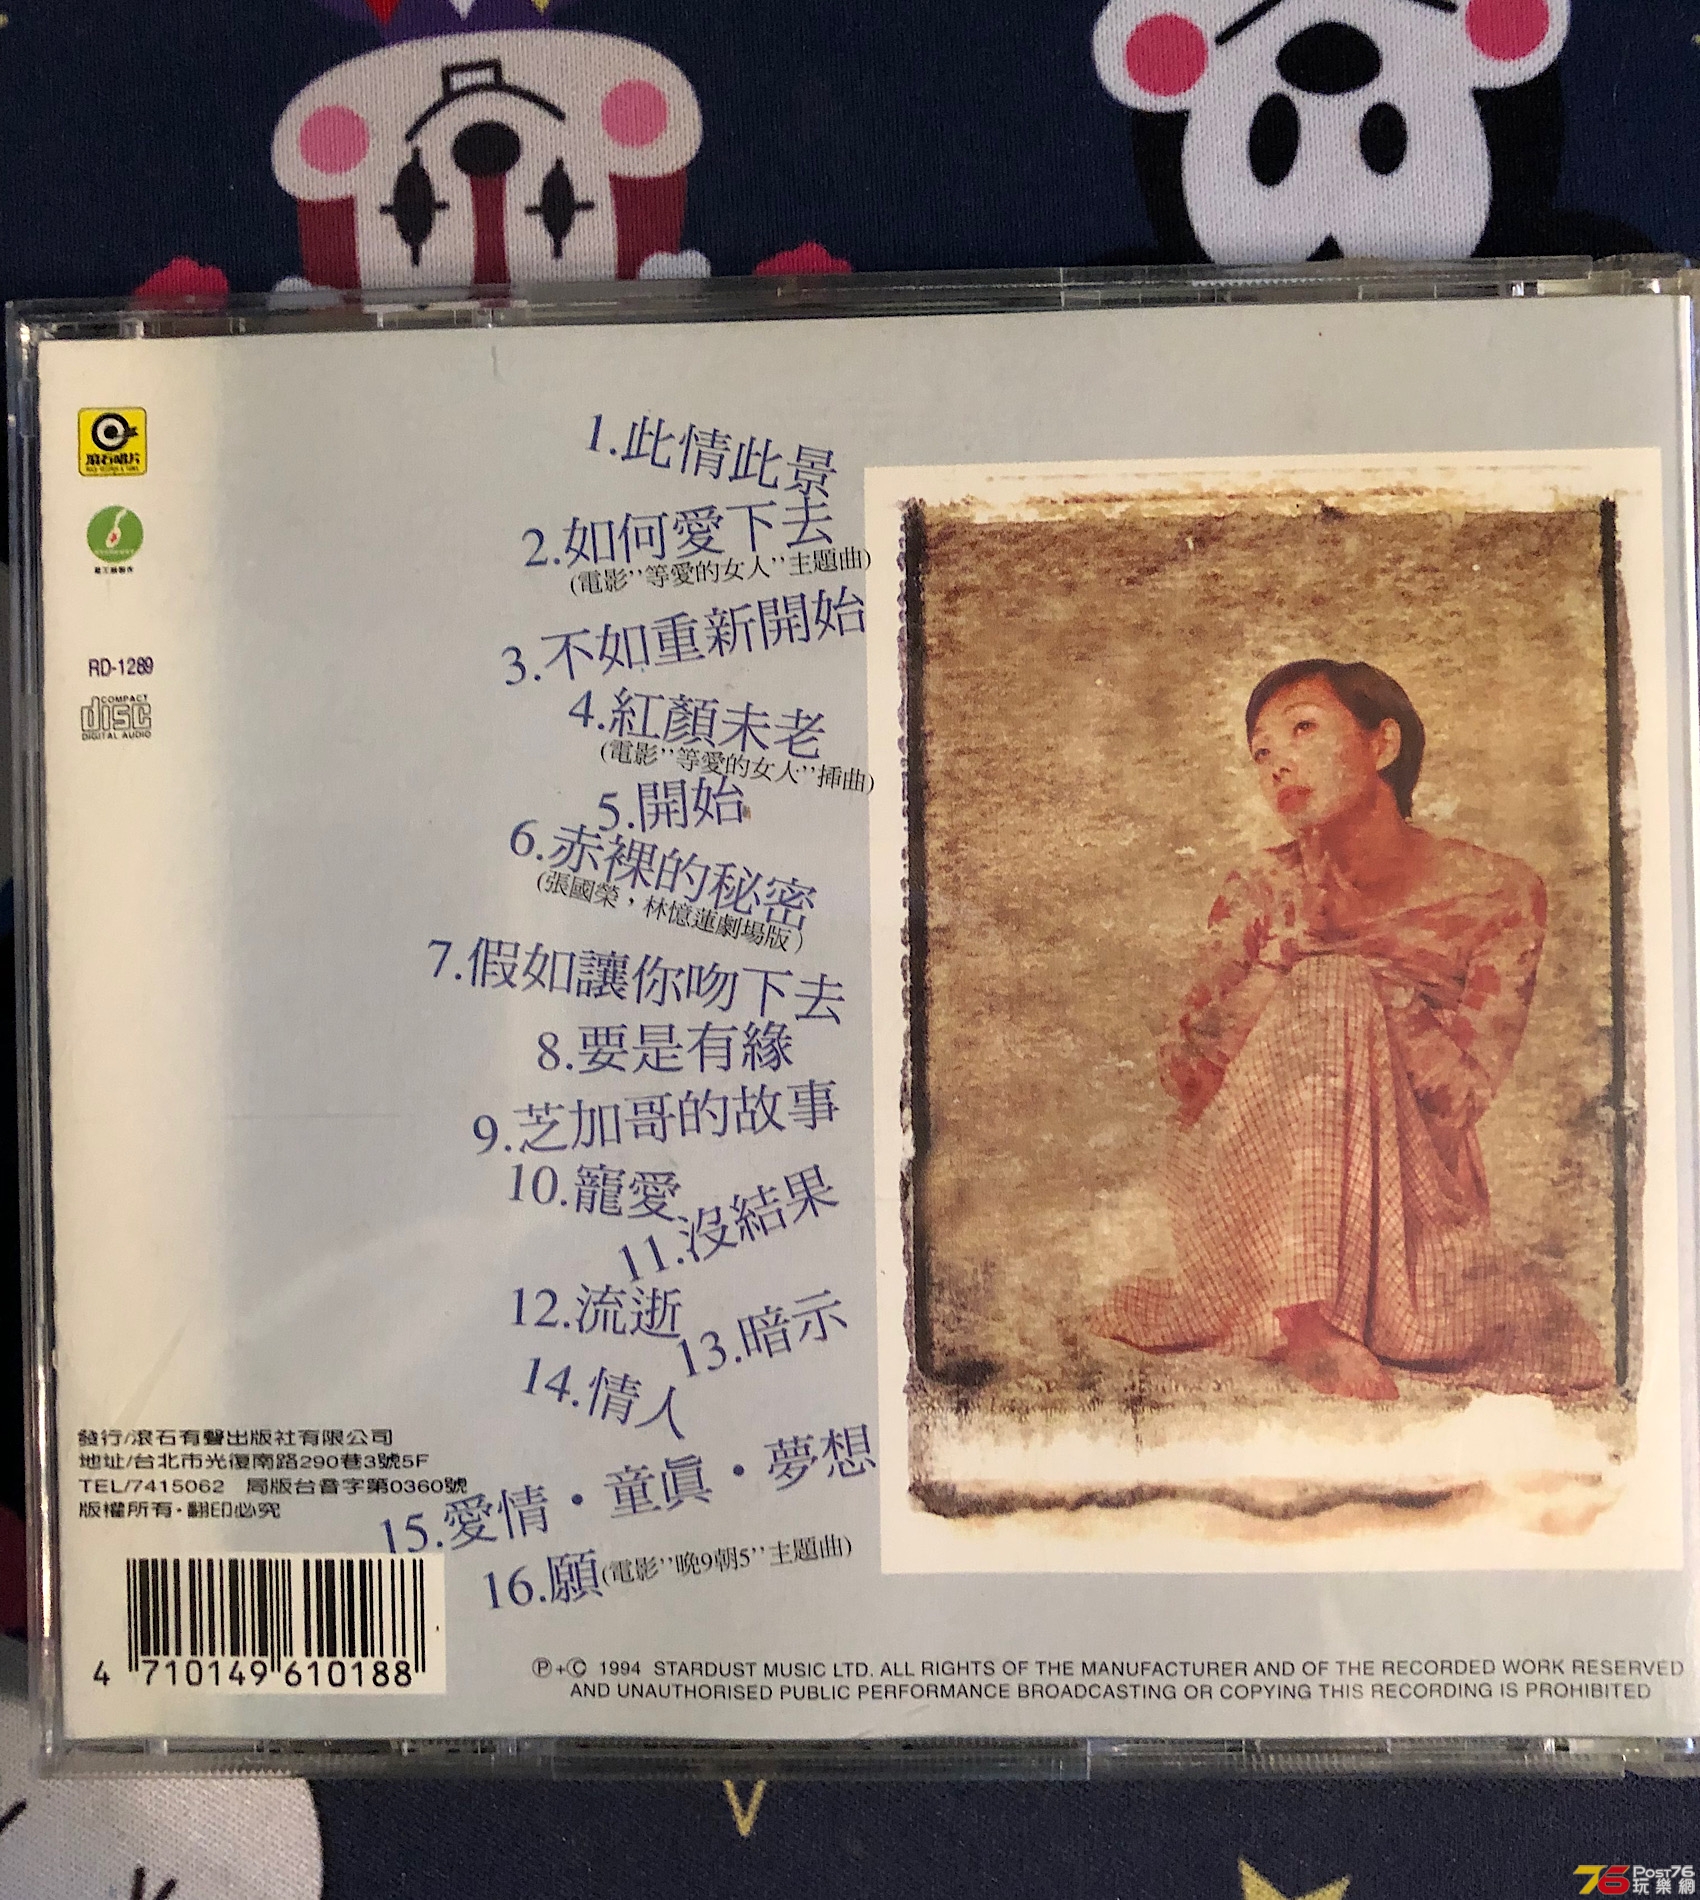 滾石唱片
RD-1289
COMPACT
disc
DIGITAL AUDIO
1.此情此景
2.如何愛下去
(電影’’等愛的女人’’主題曲)
3.不如重新開始
4.紅顏未老
(電影’’等愛的女人’’插曲)
5.開始
6.赤裸的秘密
(張國榮，林憶蓮劇場版)
7.假如讓你吻下去
8.要是有緣
9.芝加哥的故事
10.寵愛
11.沒結果
12.流逝
13.暗示
14.情人
15.愛情·童眞·夢想
16.願(電影’’晚9朝5’’主題曲)
發行/滾石有聲出版社有限公司
地址/台北市光復南路290巷3號5F
TEL/7415062 局版台音字第0360號
版權所有·翻印必究
4 710149 610188
Ⓟ+Ⓒ 1994 STARDUST MUSIC LTD. ALL RIGHTS OF THE MANUFACTURER AND OF THE RECORDED WORK RESERVED
AND UNAUTHORISED PUBLIC PERFORMANCE BROADCASTING OR COPYING THIS RECORDING IS PROHIBITED
76 POST76
玩樂網